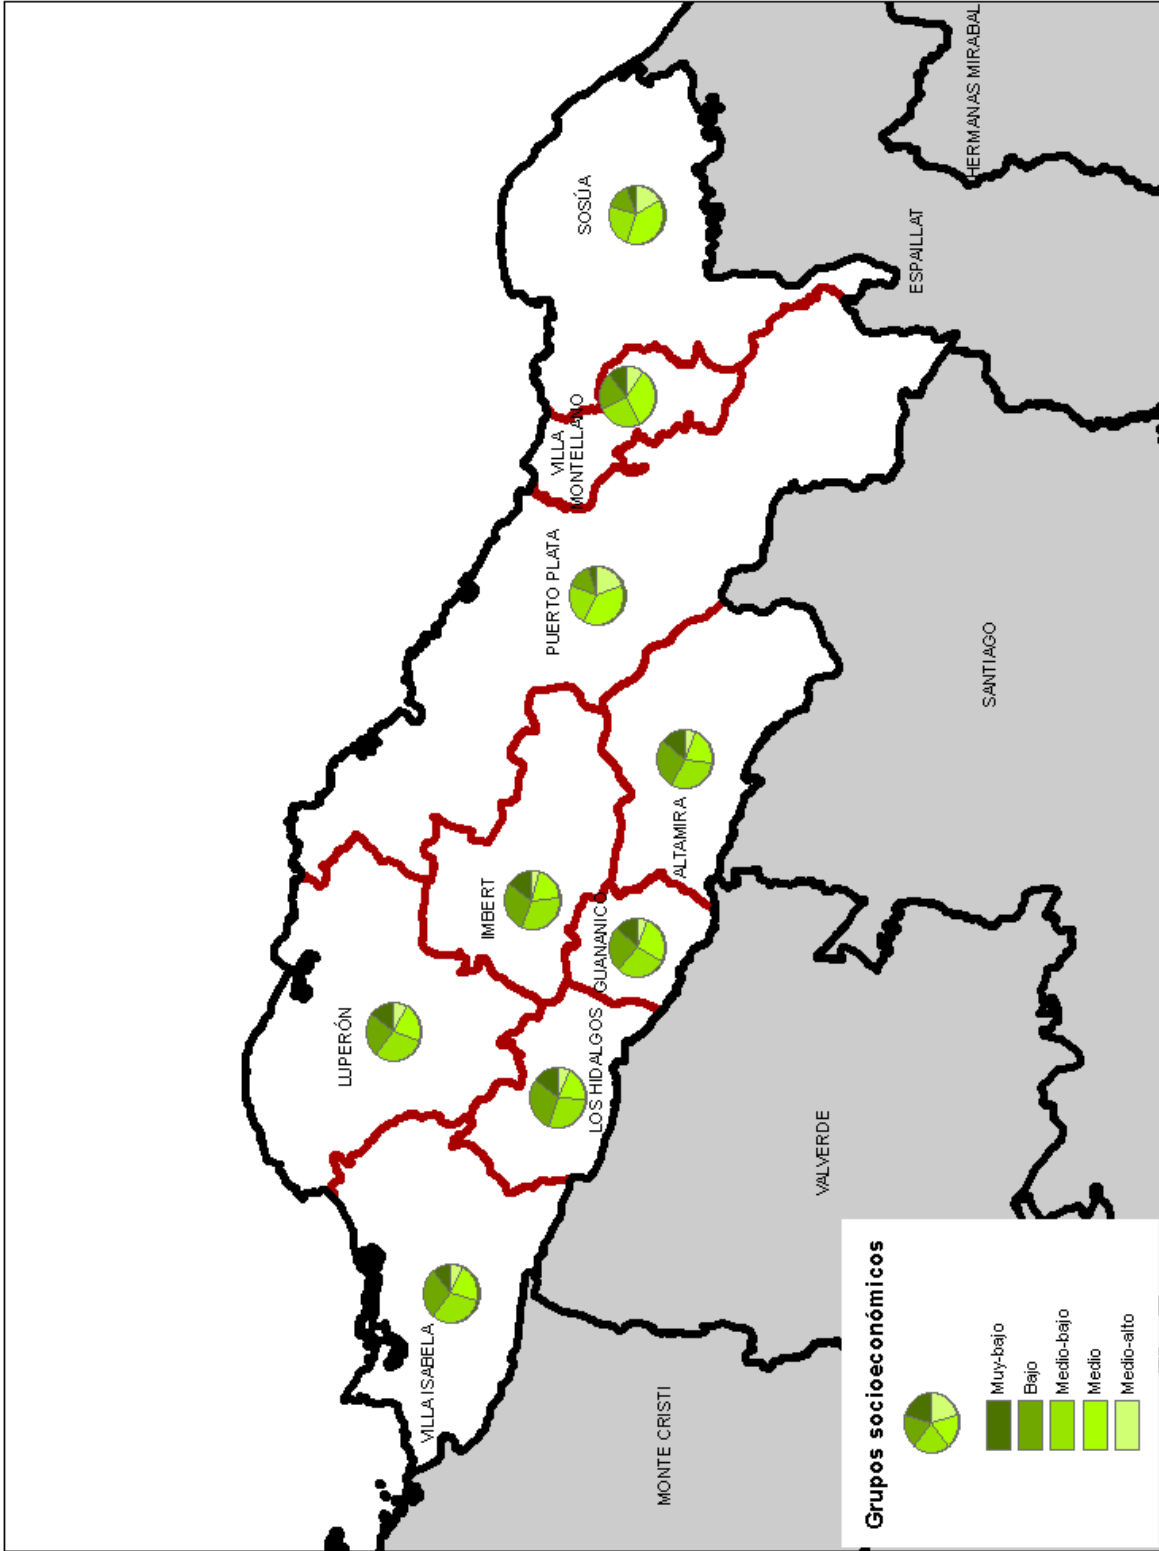 SOSÚA
VILLA
MONTELLANO
PUERTO PLATA
HERMANAS MIRABAL
ESPAILLAT
ALTAMIRA
IMBERT
GUANANICO
LUPERÓN
LOS HIDALGOS
VILLA ISABELA
SANTIAGO
VALVERDE
MONTE CRISTI
Grupos socioeconómicos
Muy-bajo
Bajo
Medio-bajo
Medio
Medio-alto